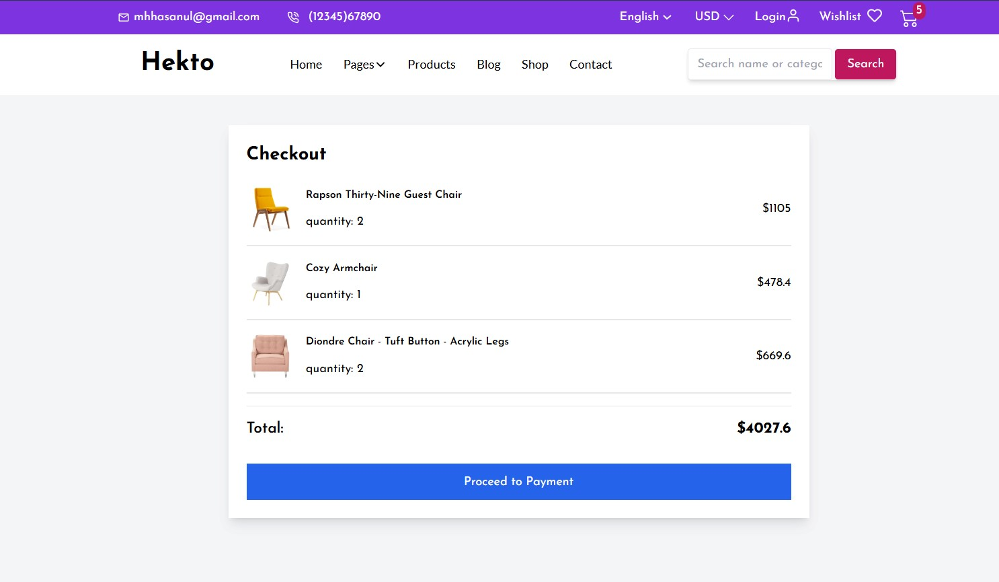 mhhasanul@gmail.com (12345)67890 English USD Login Wishlist 5
Hekto Home Pages Products Blog Shop Contact Search name or catego Search
Checkout
Rapson Thirty-Nine Guest Chair
quantity: 2
$1105
Cozy Armchair
quantity: 1
$478.4
Diondre Chair - Tuft Button - Acrylic Legs
quantity: 2
$669.6
Total: $4027.6
Proceed to Payment